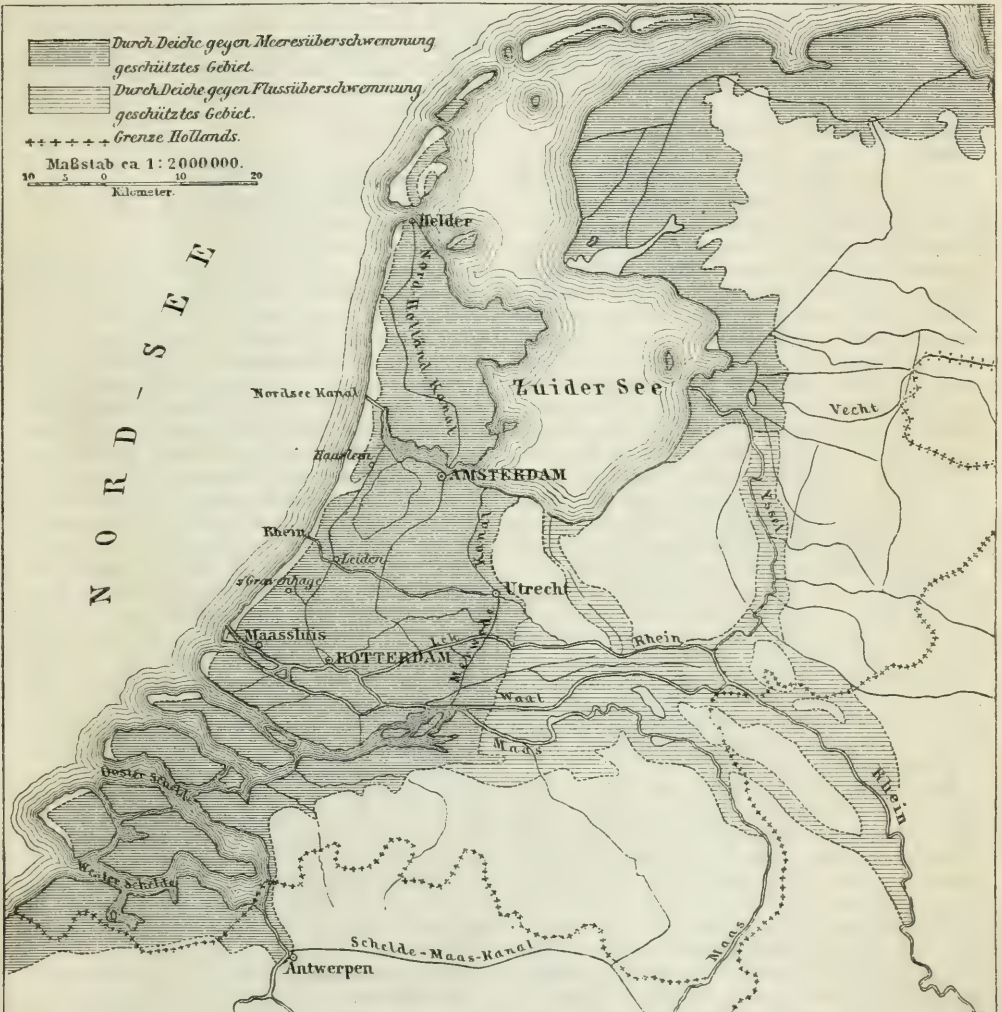 Durch Deiche gegen Meeresüberschwemmung
geschütztes Gebiet.
Durch Deiche gegen Flussüberschwemmung
geschütztes Gebiet.
Grenze Hollands.
Maßstab ca 1:2000000.
10 5 0 10 20
Kilometer.
Helder
Nord Holland Kanal
NORD-SEE
Zuider See
Nordsee Kanal
Vecht
Haarlem
AMSTERDAM
Yssel
Rhein
Kanal
Leiden
s'Gravenhage
Utrecht
Maassluis
Lek
Rhein
ROTTERDAM
Merwede
Waal
Maas
Ooster Schelde
Rhein
Wester Schelde
Schelde-Maas-Kanal
Maas
Antwerpen